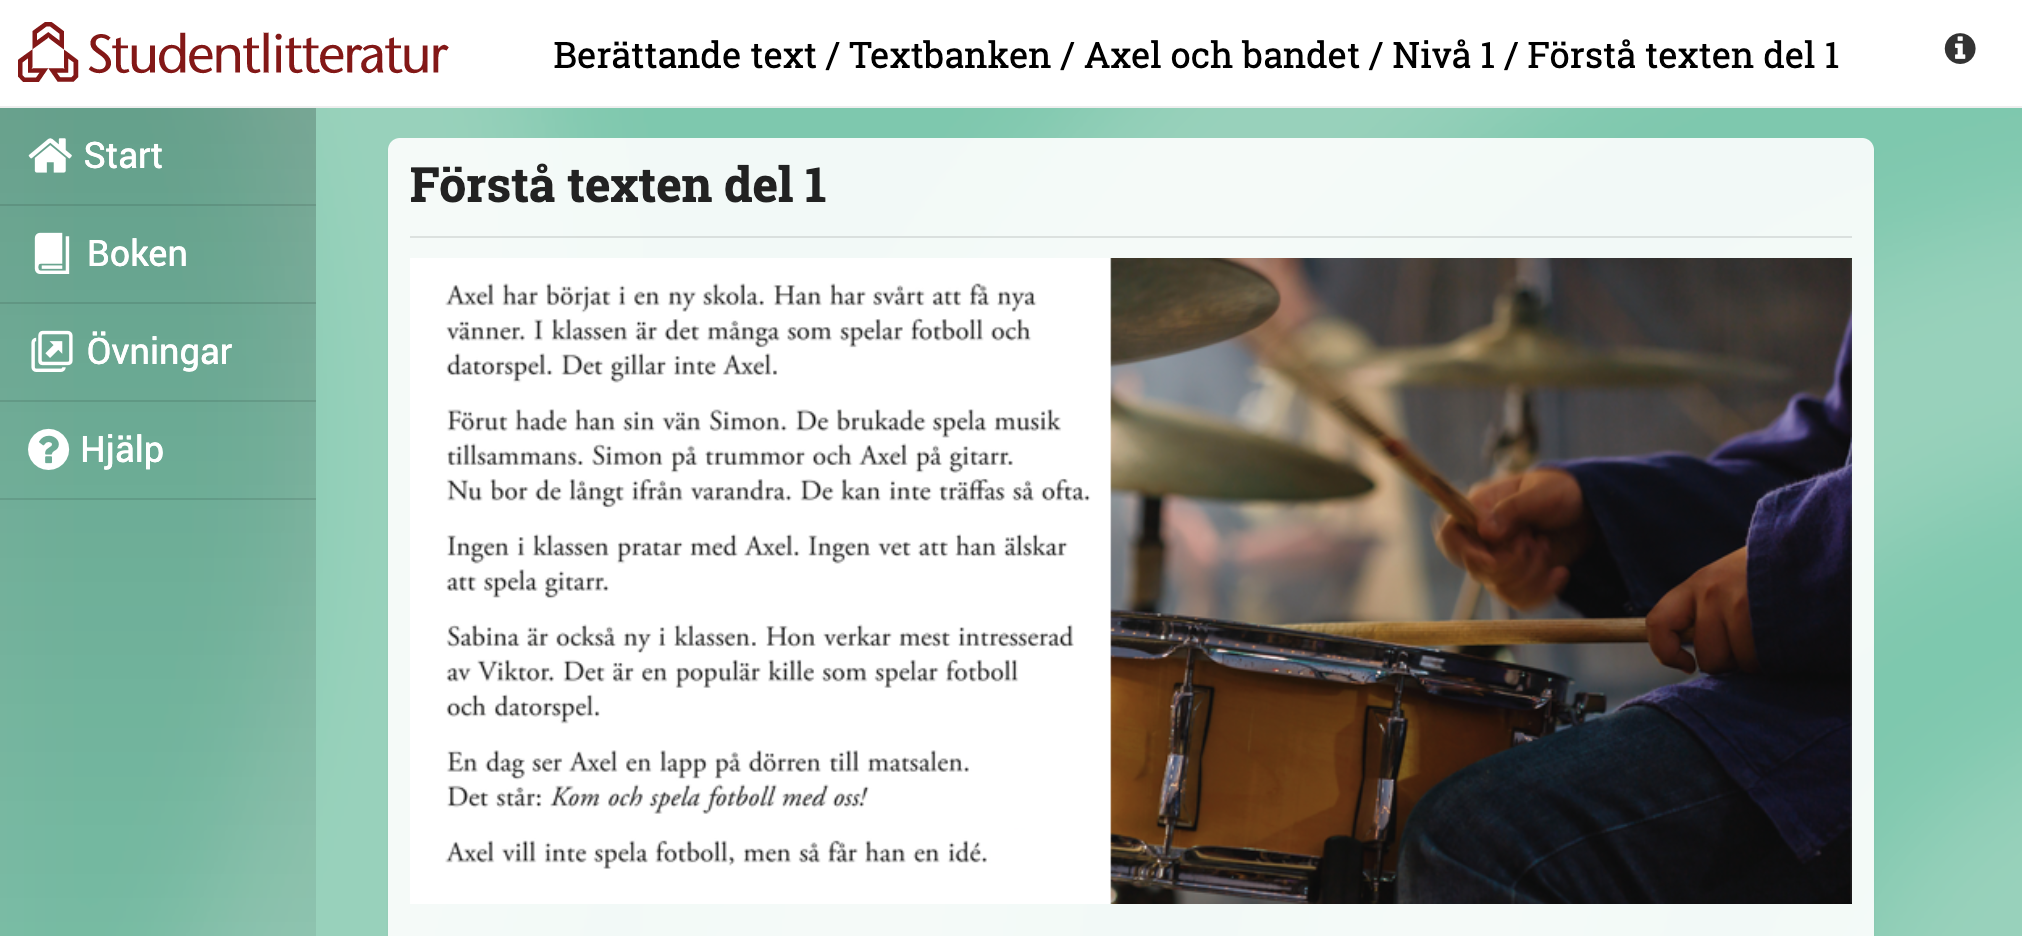 Studentlitteratur
Berättande text / Textbanken / Axel och bandet / Nivå 1 / Förstå texten del 1
Start
Boken
Övningar
Hjälp
Förstå texten del 1
Axel har börjat i en ny skola. Han har svårt att få nya
vänner. I klassen är det många som spelar fotboll och
datorspel. Det gillar inte Axel.
Förut hade han sin vän Simon. De brukade spela musik
tillsammans. Simon på trummor och Axel på gitarr.
Nu bor de långt ifrån varandra. De kan inte träffas så ofta.
Ingen i klassen pratar med Axel. Ingen vet att han älskar
att spela gitarr.
Sabina är också ny i klassen. Hon verkar mest intresserad
av Viktor. Det är en populär kille som spelar fotboll
och datorspel.
En dag ser Axel en lapp på dörren till matsalen.
Det står: Kom och spela fotboll med oss!
Axel vill inte spela fotboll, men så får han en idé.